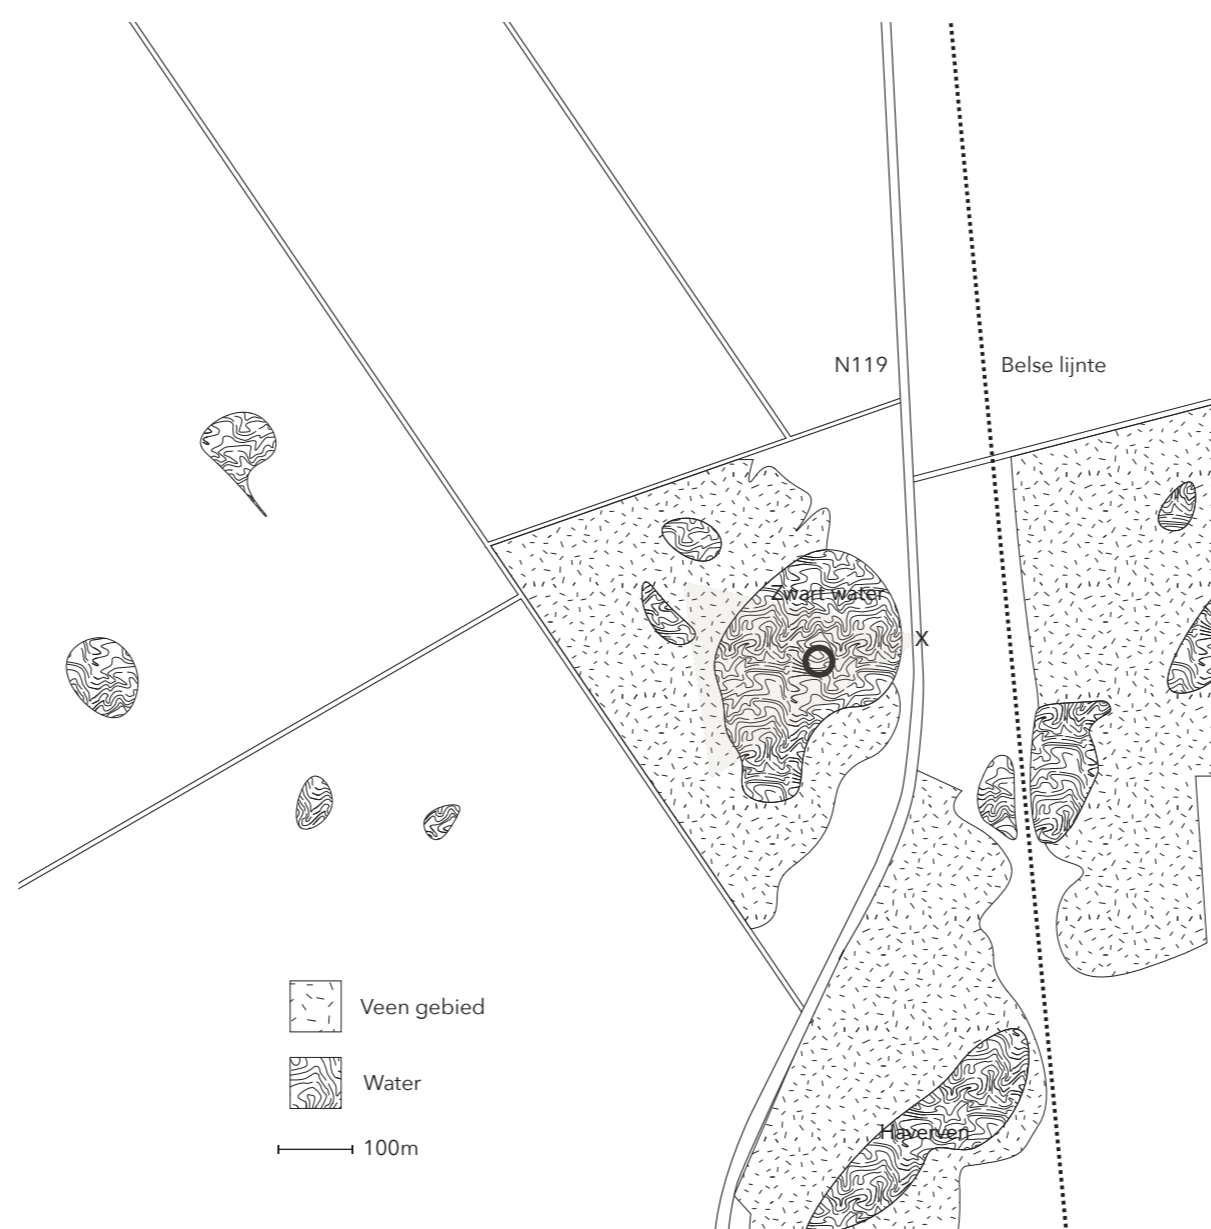 N119
Belse lijnte
Zwart water
X
Veen gebied
Water
100m
Haverven